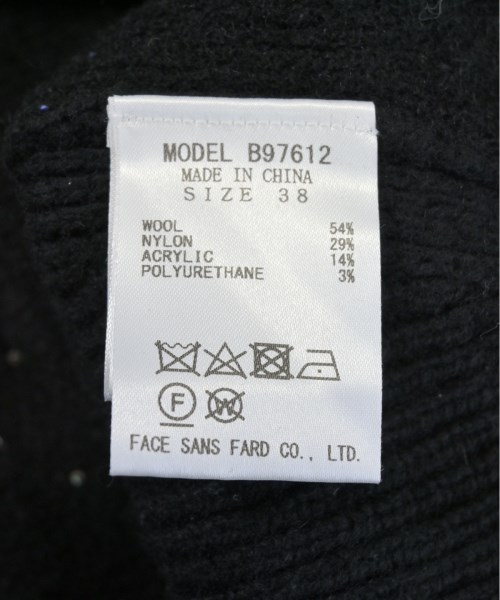 MODEL B97612
MADE IN CHINA
SIZE 38
WOOL 54%
NYLON 29%
ACRYLIC 14%
POLYURETHANE 3%
F W
FACE SANS FARD CO., LTD.